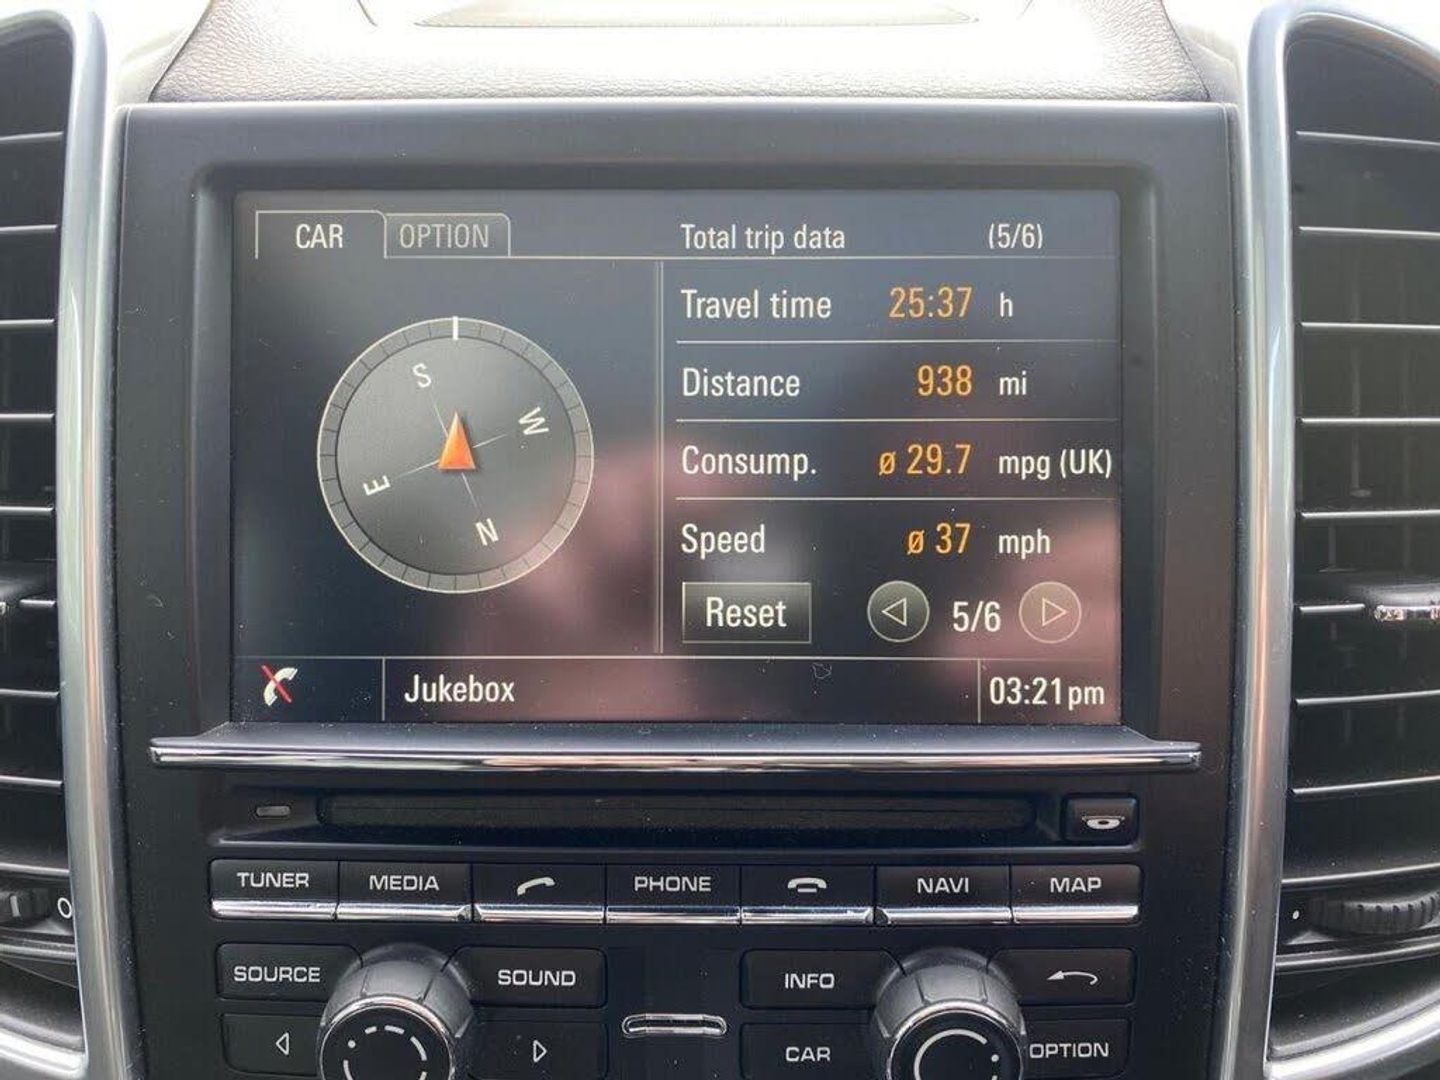 CAR OPTION Total trip data (5/6)
Travel time 25:37 h
Distance 938 mi
Consump. ø 29.7 mpg (UK)
Speed ø 37 mph
Reset 5/6
S
W
E
N
Jukebox 03:21pm
TUNER MEDIA PHONE NAVI MAP
SOURCE SOUND INFO
CAR OPTION